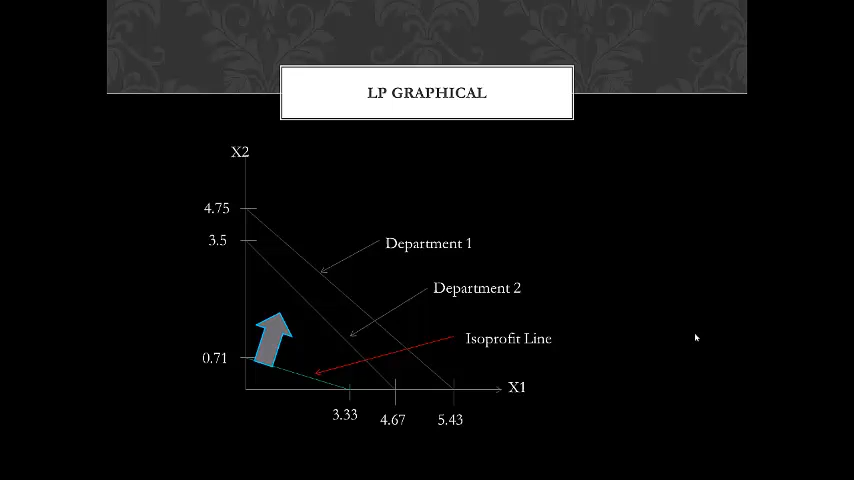 LP GRAPHICAL
X2
4.75
3.5
Department 1
Department 2
Isoprofit Line
0.71
X1
3.33
4.67
5.43